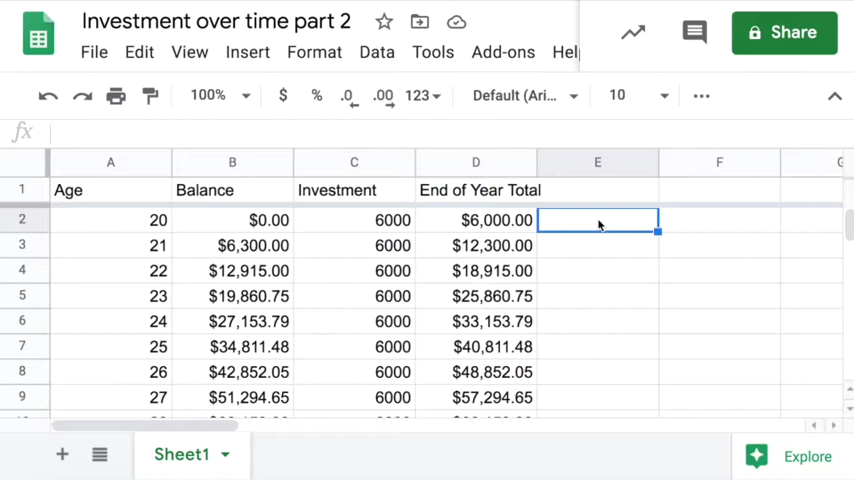 Investment over time part 2
File Edit View Insert Format Data Tools Add-ons Help
Share
100% $ % .0 .00 123 Default (Ari... 10 ...
fx
A B C D E F
1 Age Balance Investment End of Year Total
2 20 $0.00 6000 $6,000.00
3 21 $6,300.00 6000 $12,300.00
4 22 $12,915.00 6000 $18,915.00
5 23 $19,860.75 6000 $25,860.75
6 24 $27,153.79 6000 $33,153.79
7 25 $34,811.48 6000 $40,811.48
8 26 $42,852.05 6000 $48,852.05
9 27 $51,294.65 6000 $57,294.65
+ Sheet1 Explore